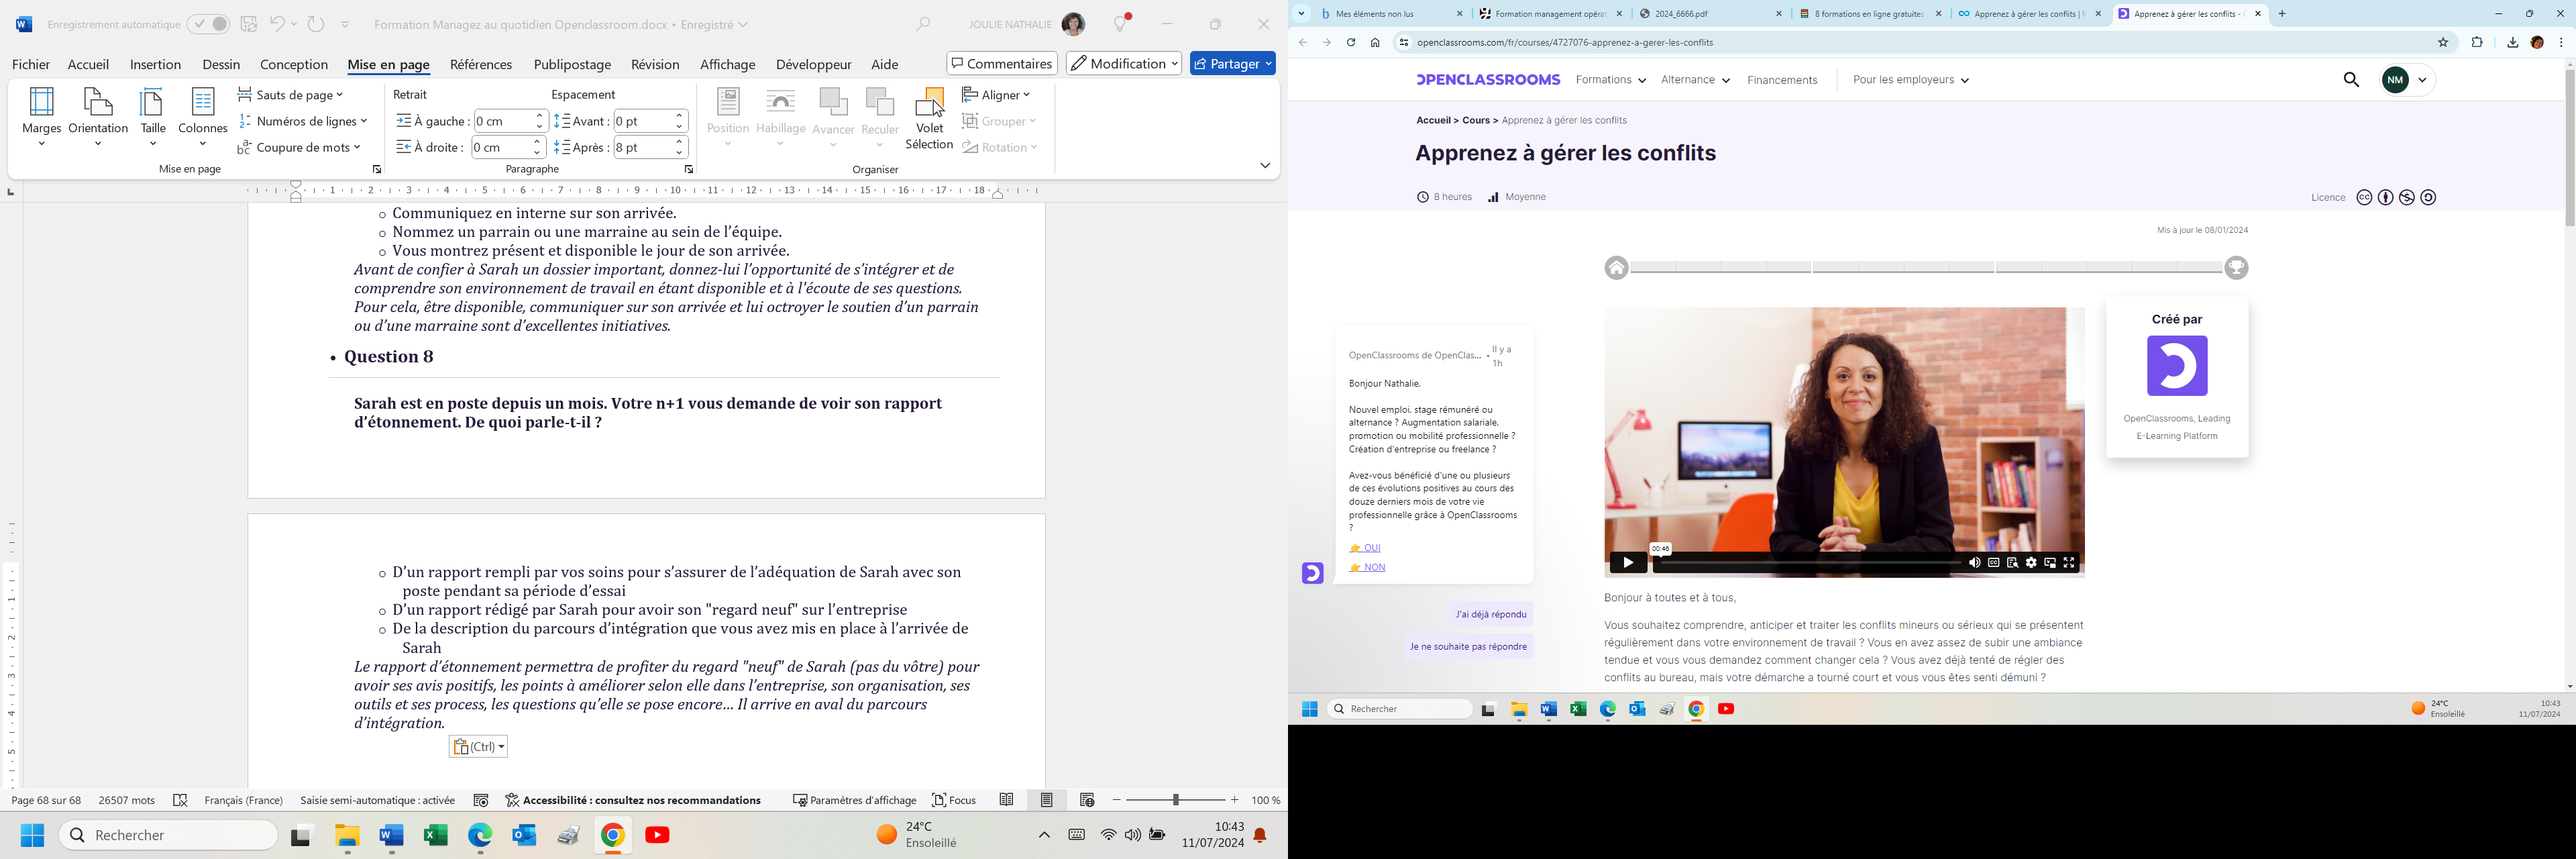 Enregistrement automatique
Formation Managez au quotidien Openclassroom.docx • Enregistré
JOULIE NATHALIE
Fichier Accueil Insertion Dessin Conception Mise en page Références Publipostage Révision Affichage Développeur Aide
Commentaires Modification Partager
Marges Orientation Taille Colonnes
Sauts de page
Numéros de lignes
Coupure de mots
Mise en page
Retrait Espacement
À gauche : 0 cm Avant : 0 pt
À droite : 0 cm Après : 8 pt
Paragraphe
Position Habillage Avancer Reculer Volet Sélection
Aligner
Grouper
Rotation
Organiser
1 2 3 4 5 6 7 8 9 10 11 12 13 14 15 16 17 18
o Communiquez en interne sur son arrivée.
o Nommez un parrain ou une marraine au sein de l’équipe.
o Vous montrez présent et disponible le jour de son arrivée.
Avant de confier à Sarah un dossier important, donnez-lui l’opportunité de s’intégrer et de
comprendre son environnement de travail en étant disponible et à l’écoute de ses questions.
Pour cela, être disponible, communiquer sur son arrivée et lui octroyer le soutien d’un parrain
ou d’une marraine sont d’excellentes initiatives.
• Question 8
Sarah est en poste depuis un mois. Votre n+1 vous demande de voir son rapport
d’étonnement. De quoi parle-t-il ?
o D’un rapport rempli par vos soins pour s’assurer de l’adéquation de Sarah avec son
poste pendant sa période d’essai
o D’un rapport rédigé par Sarah pour avoir son "regard neuf" sur l’entreprise
o De la description du parcours d’intégration que vous avez mis en place à l’arrivée de
Sarah
Le rapport d’étonnement permettra de profiter du regard "neuf" de Sarah (pas du vôtre) pour
avoir ses avis positifs, les points à améliorer selon elle dans l’entreprise, son organisation, ses
outils et ses process, les questions qu’elle se pose encore… Il arrive en aval du parcours
d’intégration.
(Ctrl)
1 2 3 4 5
Page 68 sur 68 26507 mots Français (France) Saisie semi-automatique : activée Accessibilité : consultez nos recommandations Paramètres d’affichage Focus 100 %
Rechercher
24°C
Ensoleillé
10:43
11/07/2024
Mes éléments non lus
Formation management opérat
2024_6666.pdf
8 formations en ligne gratuites
Apprenez à gérer les conflits | M
Apprenez à gérer les conflits - O
openclassrooms.com/fr/courses/4727076-apprenez-a-gerer-les-conflits
OPENCLASSROOMS Formations Alternance Financements Pour les employeurs NM
Accueil > Cours > Apprenez à gérer les conflits
Apprenez à gérer les conflits
8 heures Moyenne
Licence
Mis à jour le 08/01/2024
Créé par
OpenClassrooms, Leading
E-Learning Platform
OpenClassrooms de OpenClas... • Il y a
1h
Bonjour Nathalie,
Nouvel emploi, stage rémunéré ou
alternance ? Augmentation salariale,
promotion ou mobilité professionnelle ?
Création d'entreprise ou freelance ?
Avez-vous bénéficié d'une ou plusieurs
de ces évolutions positives au cours des
douze derniers mois de votre vie
professionnelle grâce à OpenClassrooms
?
👉 OUI
👉 NON
J'ai déjà répondu
Je ne souhaite pas répondre
00:46
Bonjour à toutes et à tous,
Vous souhaitez comprendre, anticiper et traiter les conflits mineurs ou sérieux qui se présentent
régulièrement dans votre environnement de travail ? Vous en avez assez de subir une ambiance
tendue et vous vous demandez comment changer cela ? Vous avez déjà tenté de régler des
conflits au bureau, mais votre démarche a tourné court et vous vous êtes senti démuni ?
Rechercher
24°C
Ensoleillé
10:43
11/07/2024